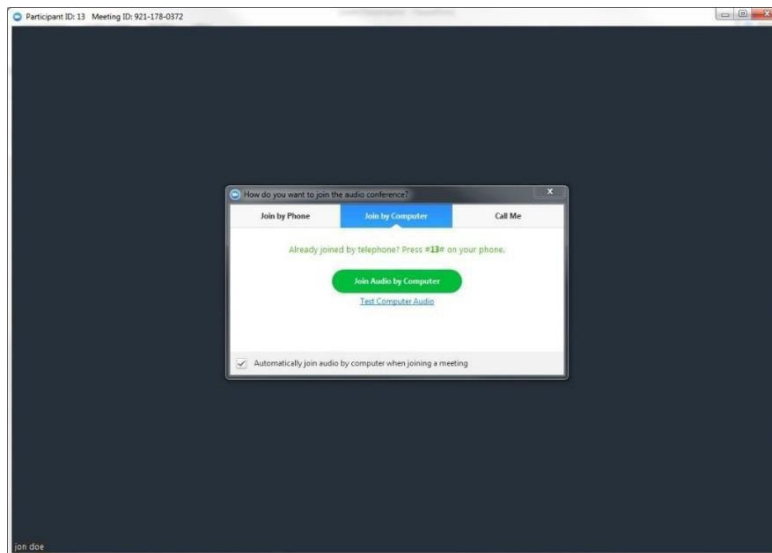 Participant ID: 13 Meeting ID: 921-178-0372
How do you want to join the audio conference?
Join by Phone Join by Computer Call Me
Already joined by telephone? Press #13# on your phone.
Join Audio by Computer
Test Computer Audio
Automatically join audio by computer when joining a meeting
jon doe